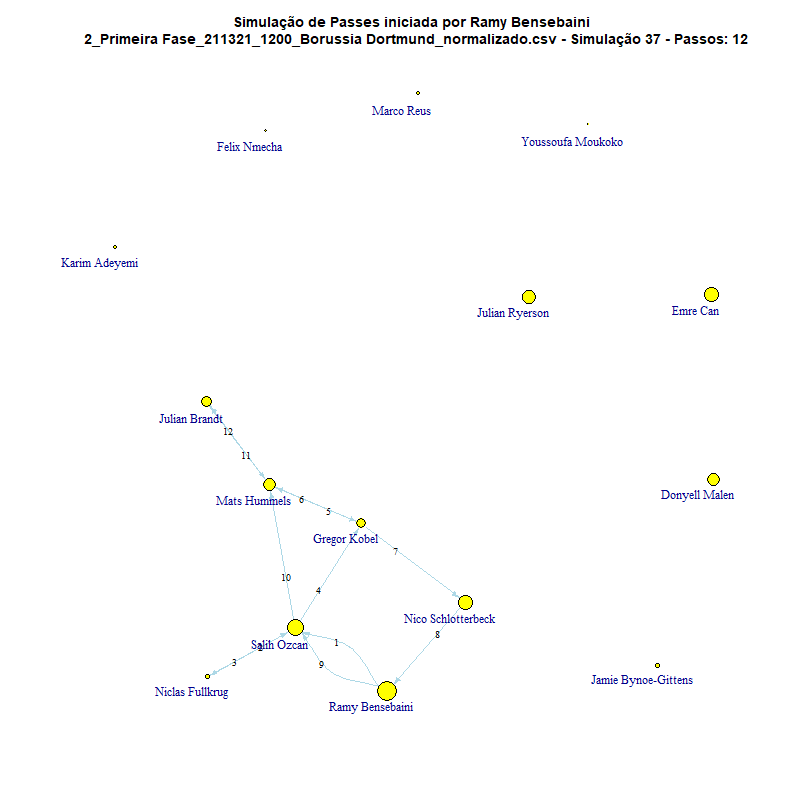 Simulação de Passes iniciada por Ramy Bensebaini
2_Primeira Fase_211321_1200_Borussia Dortmund_normalizado.csv - Simulação 37 - Passos: 12
Marco Reus
Youssoufa Moukoko
Felix Nmecha
Karim Adeyemi
Julian Ryerson
Emre Can
Julian Brandt
12
11
Mats Hummels
6
5
Donyell Malen
Gregor Kobel
7
10
4
Nico Schlotterbeck
8
Salih Ozcan
1
3
9
Niclas Fullkrug
Ramy Bensebaini
Jamie Bynoe-Gittens